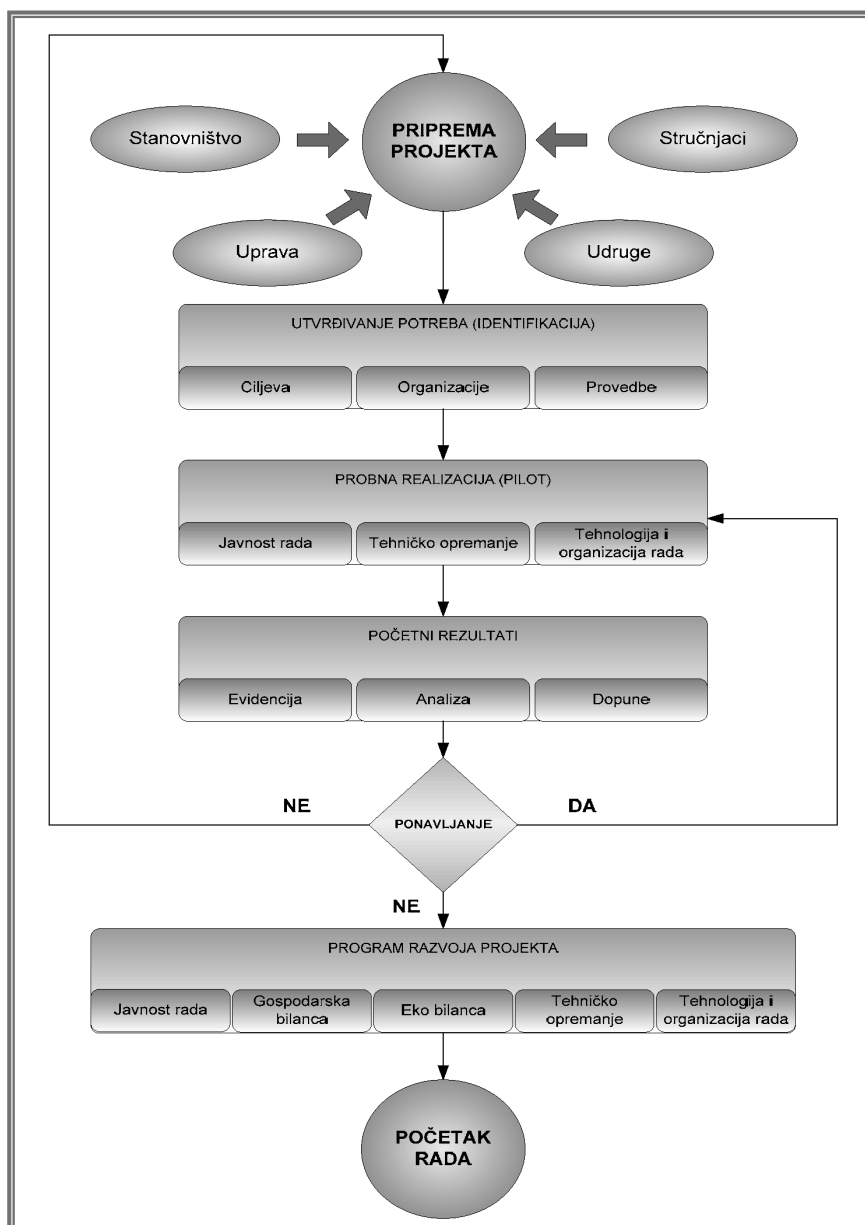 PRIPREMA
PROJEKTA
Stanovništvo
Stručnjaci
Uprava
Udruge
UTVRĐIVANJE POTREBA (IDENTIFIKACIJA)
Ciljeva
Organizacije
Provedbe
PROBNA REALIZACIJA (PILOT)
Javnost rada
Tehničko opremanje
Tehnologija i
organizacija rada
POČETNI REZULTATI
Evidencija
Analiza
Dopune
NE
PONAVLJANJE
DA
NE
PROGRAM RAZVOJA PROJEKTA
Javnost rada
Gospodarska
bilanca
Eko bilanca
Tehničko
opremanje
Tehnologija i
organizacija rada
POČETAK
RADA